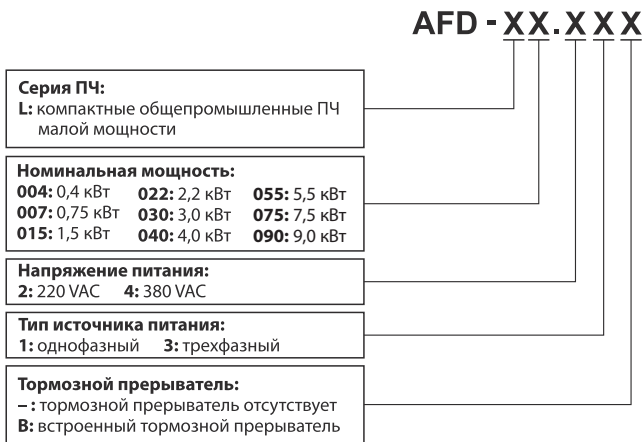 AFD - XX.XXX
Серия ПЧ:
L: компактные общепромышленные ПЧ
малой мощности
Номинальная мощность:
004: 0,4 кВт 022: 2,2 кВт 055: 5,5 кВт
007: 0,75 кВт 030: 3,0 кВт 075: 7,5 кВт
015: 1,5 кВт 040: 4,0 кВт 090: 9,0 кВт
Напряжение питания:
2: 220 VAC 4: 380 VAC
Тип источника питания:
1: однофазный 3: трехфазный
Тормозной прерыватель:
– : тормозной прерыватель отсутствует
B: встроенный тормозной прерыватель